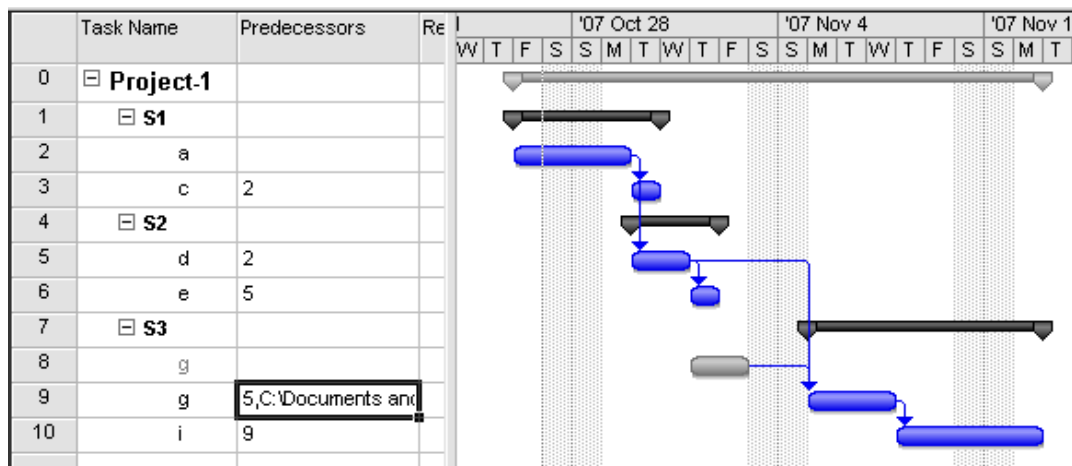 Task Name Predecessors Re '07 Oct 28 '07 Nov 4 '07 Nov 1
W T F S S M T W T F S S M T W T F S S M T
0 Project-1
1 S1
2 a
3 c 2
4 S2
5 d 2
6 e 5
7 S3
8 g
9 g 5,C:\Documents and
10 i 9